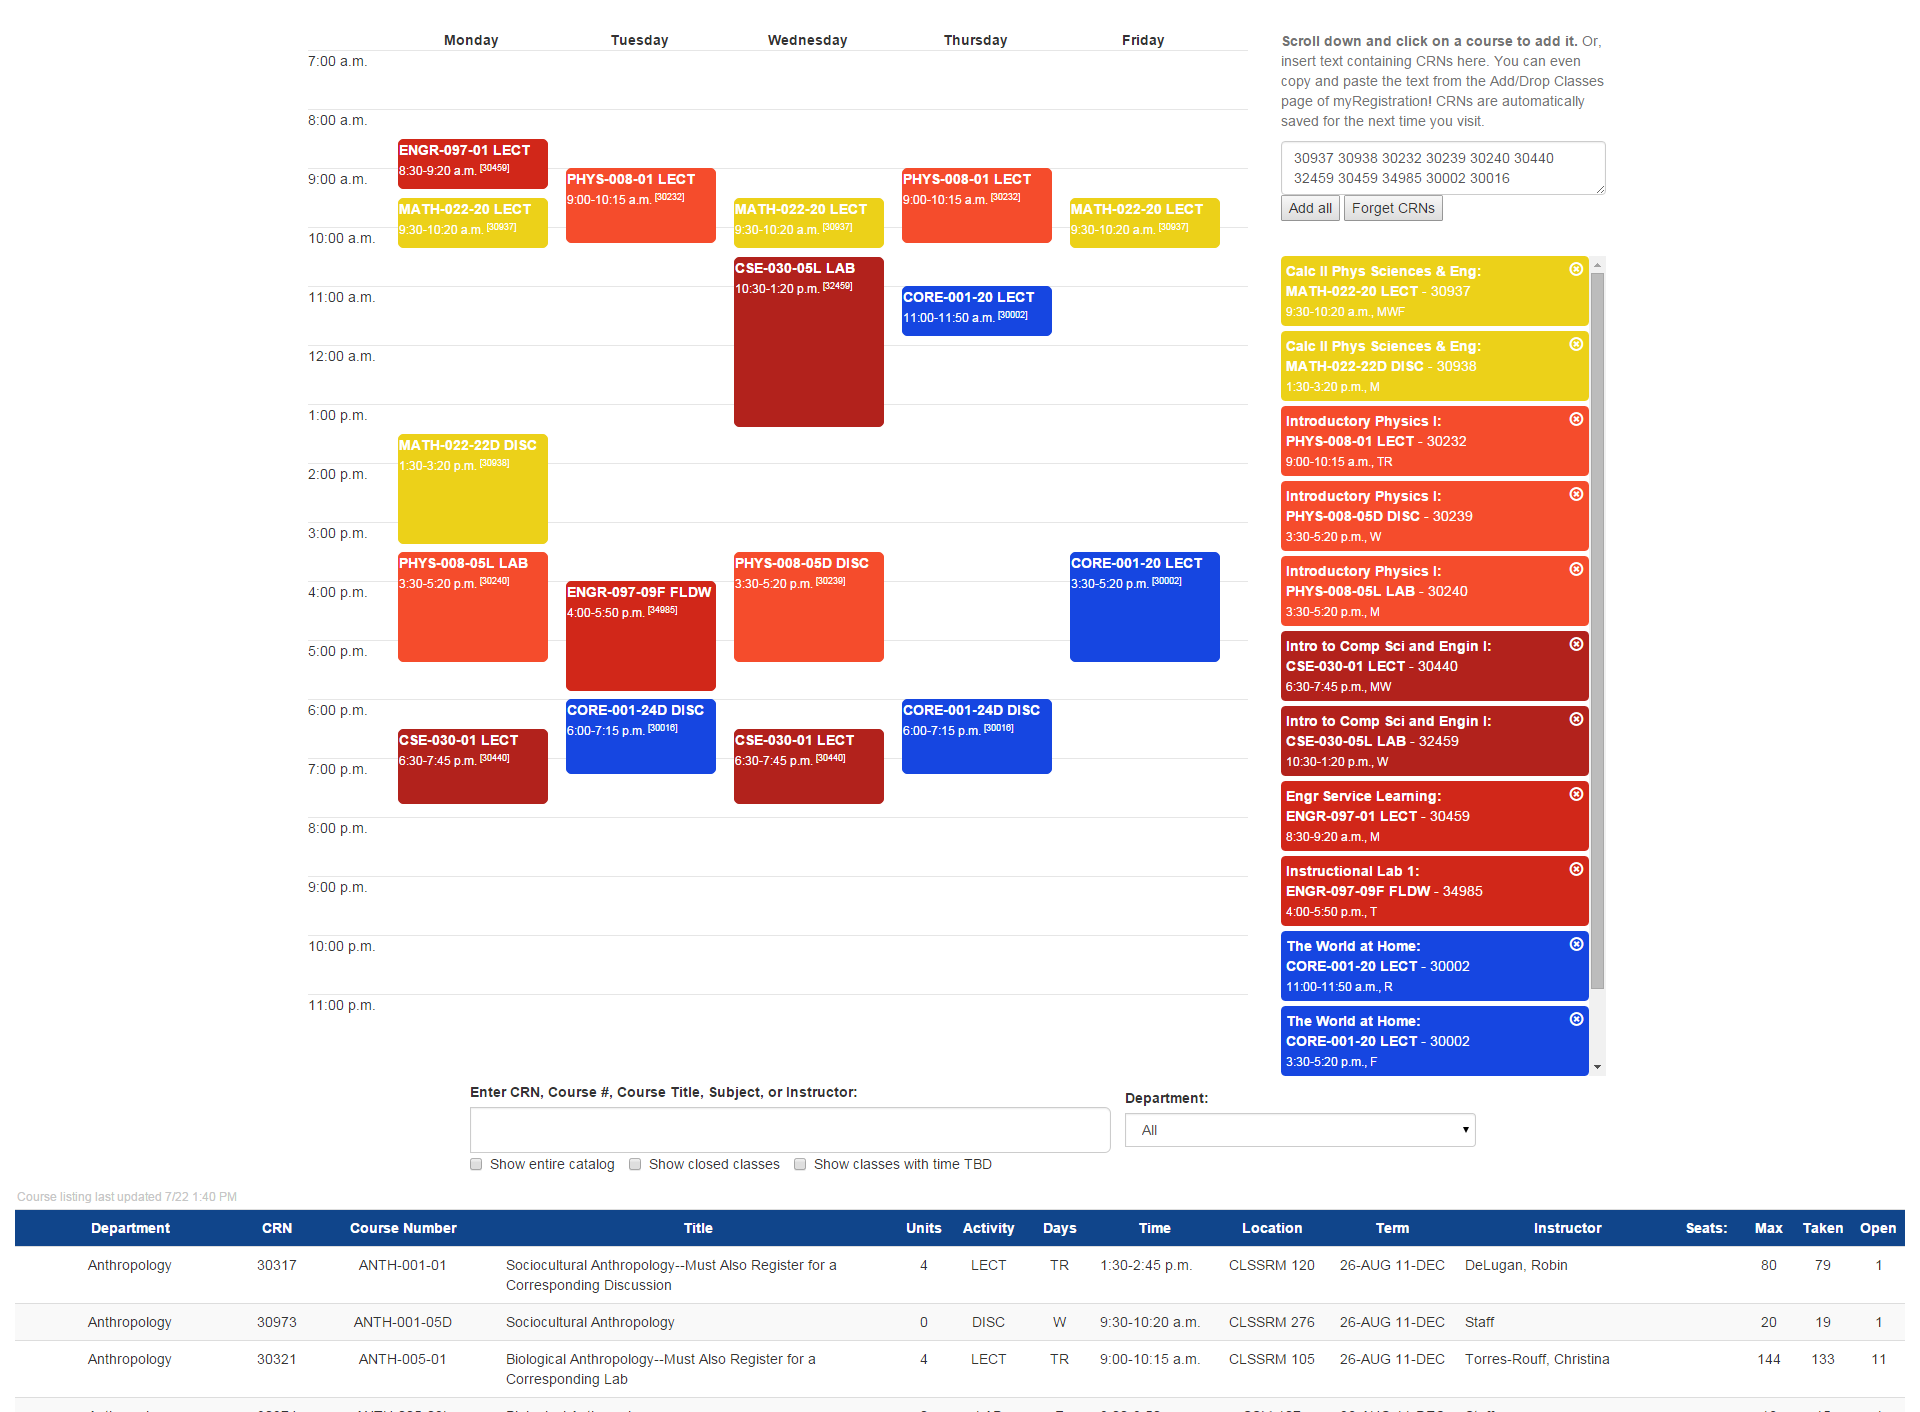 Monday Tuesday Wednesday Thursday Friday
7:00 a.m.
8:00 a.m.
9:00 a.m.
10:00 a.m.
11:00 a.m.
12:00 a.m.
1:00 p.m.
2:00 p.m.
3:00 p.m.
4:00 p.m.
5:00 p.m.
6:00 p.m.
7:00 p.m.
8:00 p.m.
9:00 p.m.
10:00 p.m.
11:00 p.m.
ENGR-097-01 LECT
8:30-9:20 a.m. [30459]
MATH-022-20 LECT
9:30-10:20 a.m. [30937]
MATH-022-22D DISC
1:30-3:20 p.m. [30938]
PHYS-008-05L LAB
3:30-5:20 p.m. [30240]
CSE-030-01 LECT
6:30-7:45 p.m. [30440]
PHYS-008-01 LECT
9:00-10:15 a.m. [30232]
ENGR-097-09F FLDW
4:00-5:50 p.m. [34985]
CORE-001-24D DISC
6:00-7:15 p.m. [30016]
MATH-022-20 LECT
9:30-10:20 a.m. [30937]
CSE-030-05L LAB
10:30-1:20 p.m. [32459]
PHYS-008-05D DISC
3:30-5:20 p.m. [30239]
CSE-030-01 LECT
6:30-7:45 p.m. [30440]
PHYS-008-01 LECT
9:00-10:15 a.m. [30232]
CORE-001-20 LECT
11:00-11:50 a.m. [30002]
CORE-001-24D DISC
6:00-7:15 p.m. [30016]
MATH-022-20 LECT
9:30-10:20 a.m. [30937]
CORE-001-20 LECT
3:30-5:20 p.m. [30002]
Scroll down and click on a course to add it. Or,
insert text containing CRNs here. You can even
copy and paste the text from the Add/Drop Classes
page of myRegistration! CRNs are automatically
saved for the next time you visit.
30937 30938 30232 30239 30240 30440
32459 30459 34985 30002 30016
Add all Forget CRNs
Calc II Phys Sciences & Eng:
MATH-022-20 LECT - 30937
9:30-10:20 a.m., MWF
Calc II Phys Sciences & Eng:
MATH-022-22D DISC - 30938
1:30-3:20 p.m., M
Introductory Physics I:
PHYS-008-01 LECT - 30232
9:00-10:15 a.m., TR
Introductory Physics I:
PHYS-008-05D DISC - 30239
3:30-5:20 p.m., W
Introductory Physics I:
PHYS-008-05L LAB - 30240
3:30-5:20 p.m., M
Intro to Comp Sci and Engin I:
CSE-030-01 LECT - 30440
6:30-7:45 p.m., MW
Intro to Comp Sci and Engin I:
CSE-030-05L LAB - 32459
10:30-1:20 p.m., W
Engr Service Learning:
ENGR-097-01 LECT - 30459
8:30-9:20 a.m., M
Instructional Lab 1:
ENGR-097-09F FLDW - 34985
4:00-5:50 p.m., T
The World at Home:
CORE-001-20 LECT - 30002
11:00-11:50 a.m., R
The World at Home:
CORE-001-20 LECT - 30002
3:30-5:20 p.m., F
Enter CRN, Course #, Course Title, Subject, or Instructor:
Department:
All
Show entire catalog Show closed classes Show classes with time TBD
Course listing last updated 7/22 1:40 PM
Department CRN Course Number Title Units Activity Days Time Location Term Instructor Seats: Max Taken Open
Anthropology 30317 ANTH-001-01 Sociocultural Anthropology--Must Also Register for a 4 LECT TR 1:30-2:45 p.m. CLSSRM 120 26-AUG 11-DEC DeLugan, Robin 80 79 1
Corresponding Discussion
Anthropology 30973 ANTH-001-05D Sociocultural Anthropology 0 DISC W 9:30-10:20 a.m. CLSSRM 276 26-AUG 11-DEC Staff 20 19 1
Anthropology 30321 ANTH-005-01 Biological Anthropology--Must Also Register for a 4 LECT TR 9:00-10:15 a.m. CLSSRM 105 26-AUG 11-DEC Torres-Rouff, Christina 144 133 11
Corresponding Lab